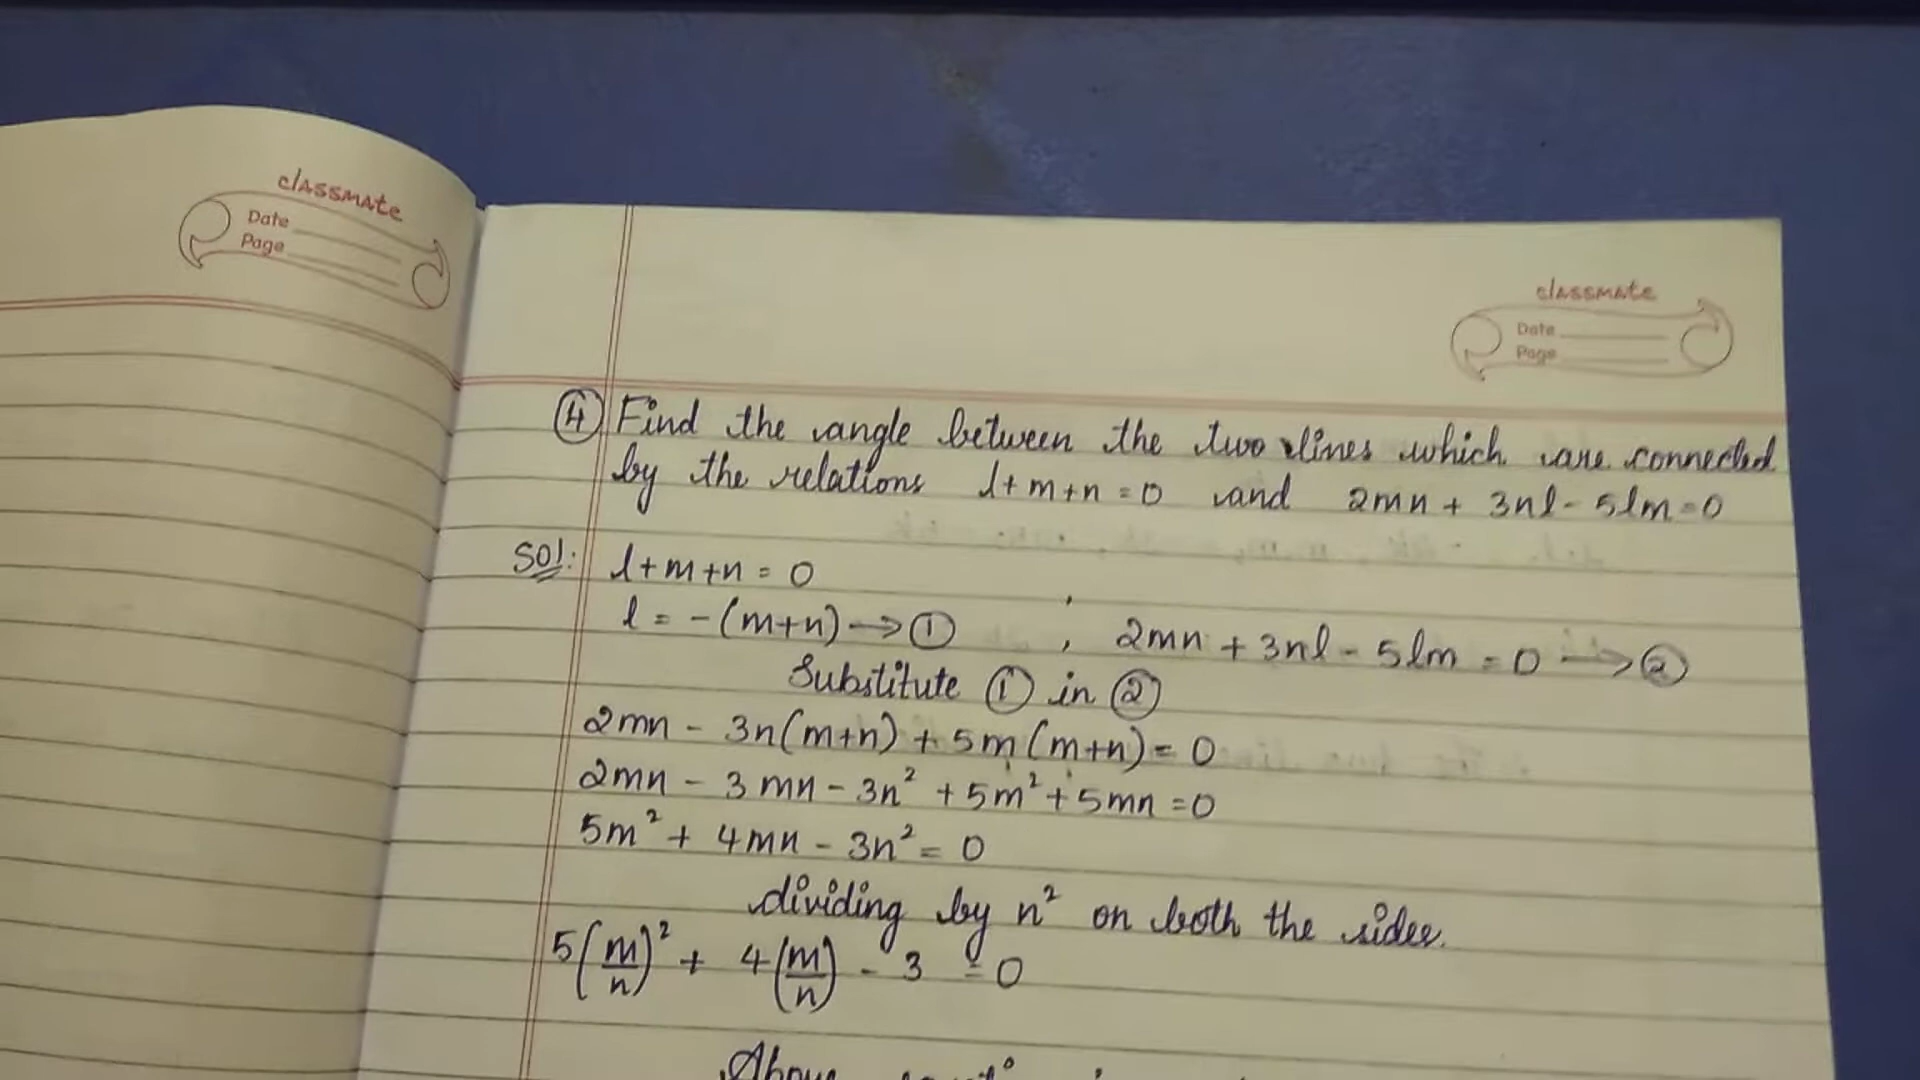 classmate
Date
Page
classmate
Date
Page
④ Find the angle between the two lines which are connected
by the relations l+m+n=0 and 2mn + 3nl - 5lm=0
Sol: l+m+n = 0
l = -(m+n) → ① , 2mn + 3nl - 5lm = 0 → ②
Substitute ① in ②
2mn - 3n(m+n) + 5m(m+n) = 0
2mn - 3mn - 3n² + 5m² + 5mn = 0
5m² + 4mn - 3n² = 0
dividing by n² on both the sides.
5(m/n)² + 4(m/n) - 3 = 0
Above